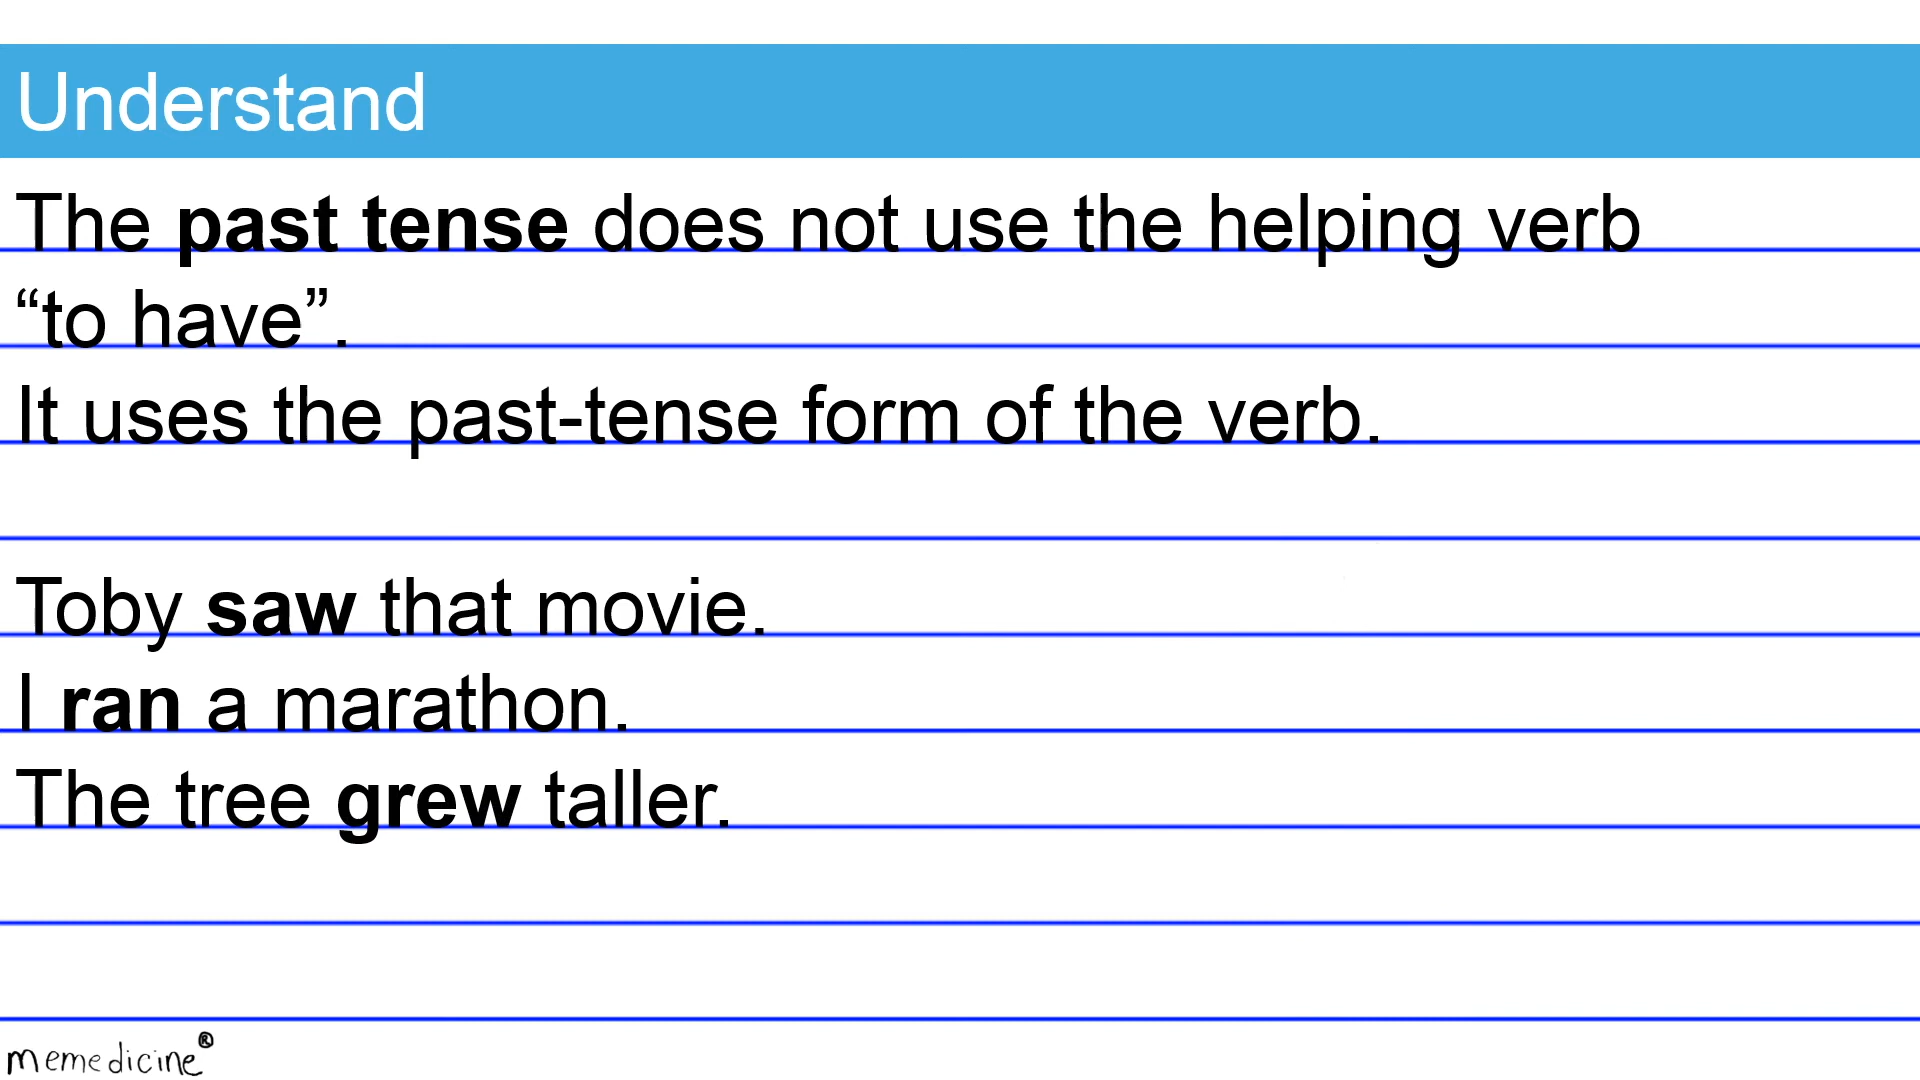 Understand
The past tense does not use the helping verb
“to have”.
It uses the past-tense form of the verb.
Toby saw that movie.
I ran a marathon.
The tree grew taller.
memedicine®